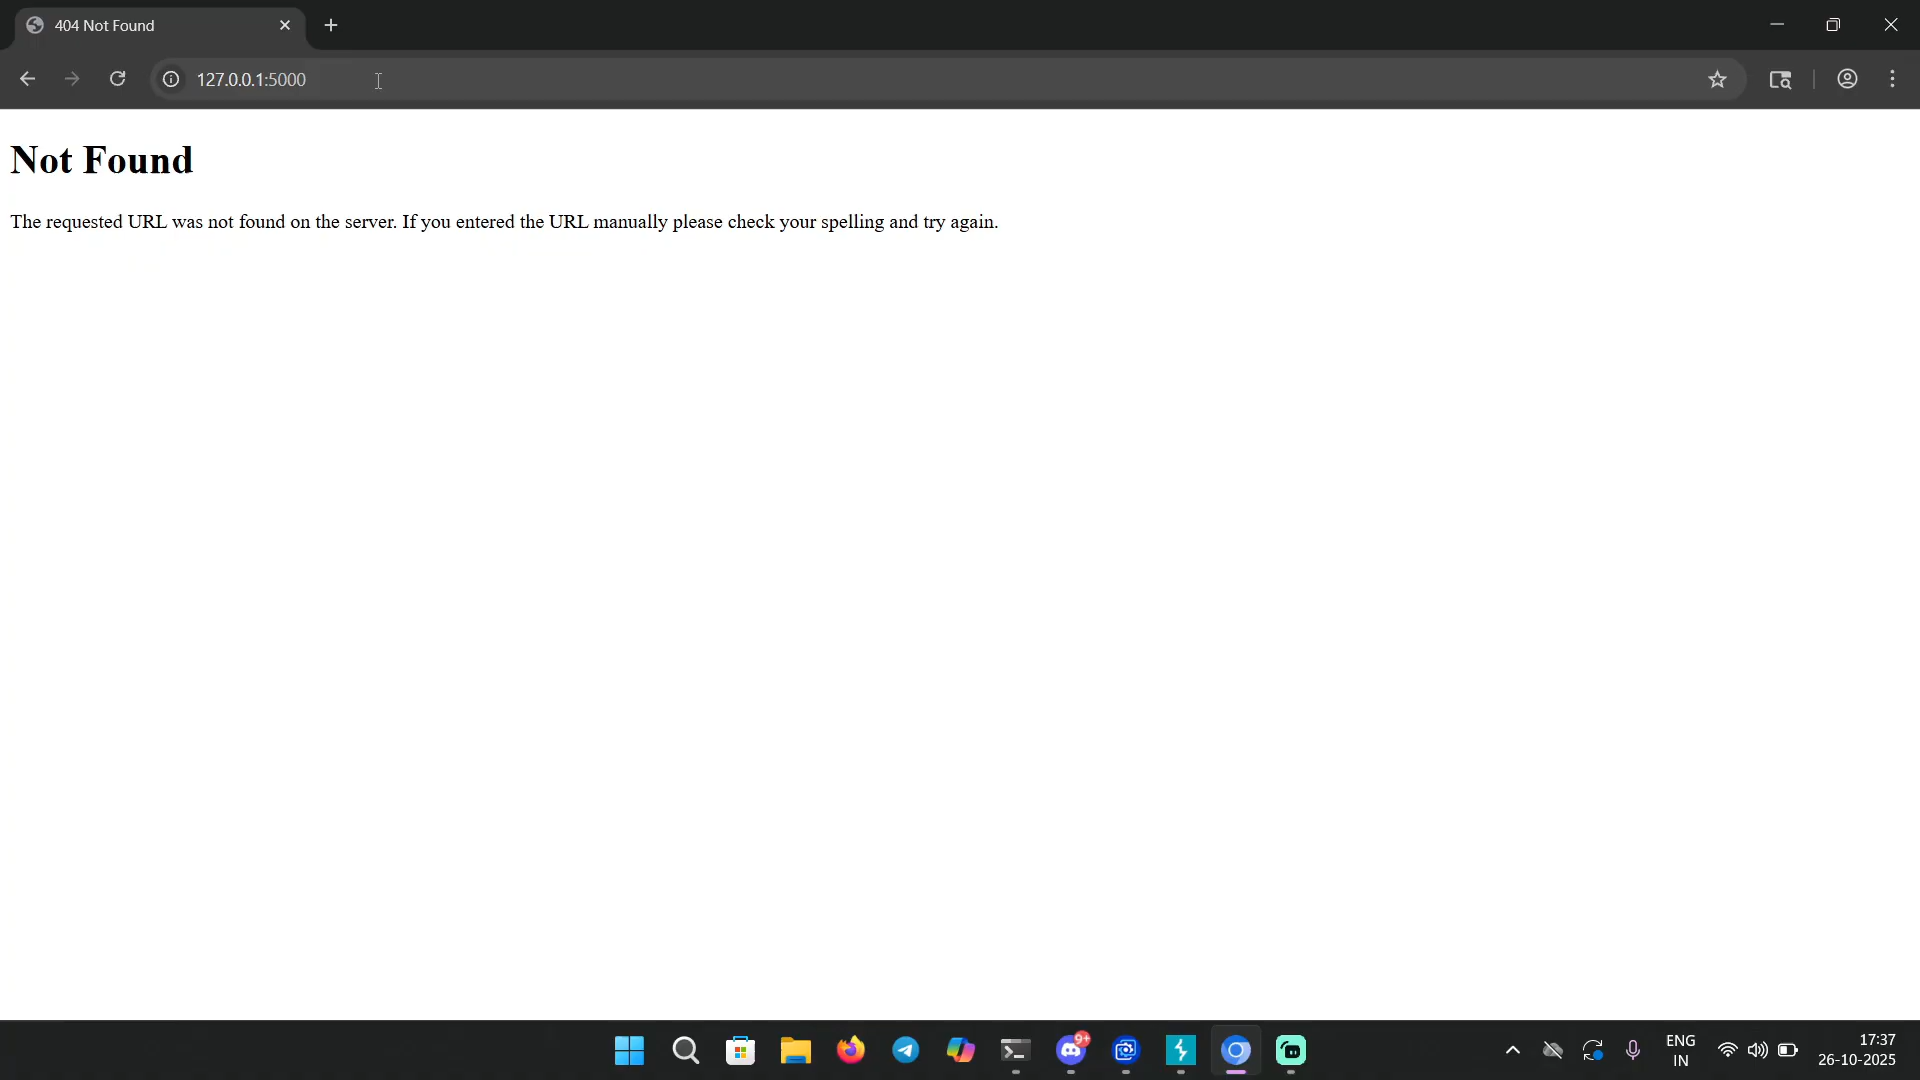 404 Not Found
127.0.0.1:5000
Not Found
The requested URL was not found on the server. If you entered the URL manually please check your spelling and try again.
9+
ENG
IN
17:37
26-10-2025